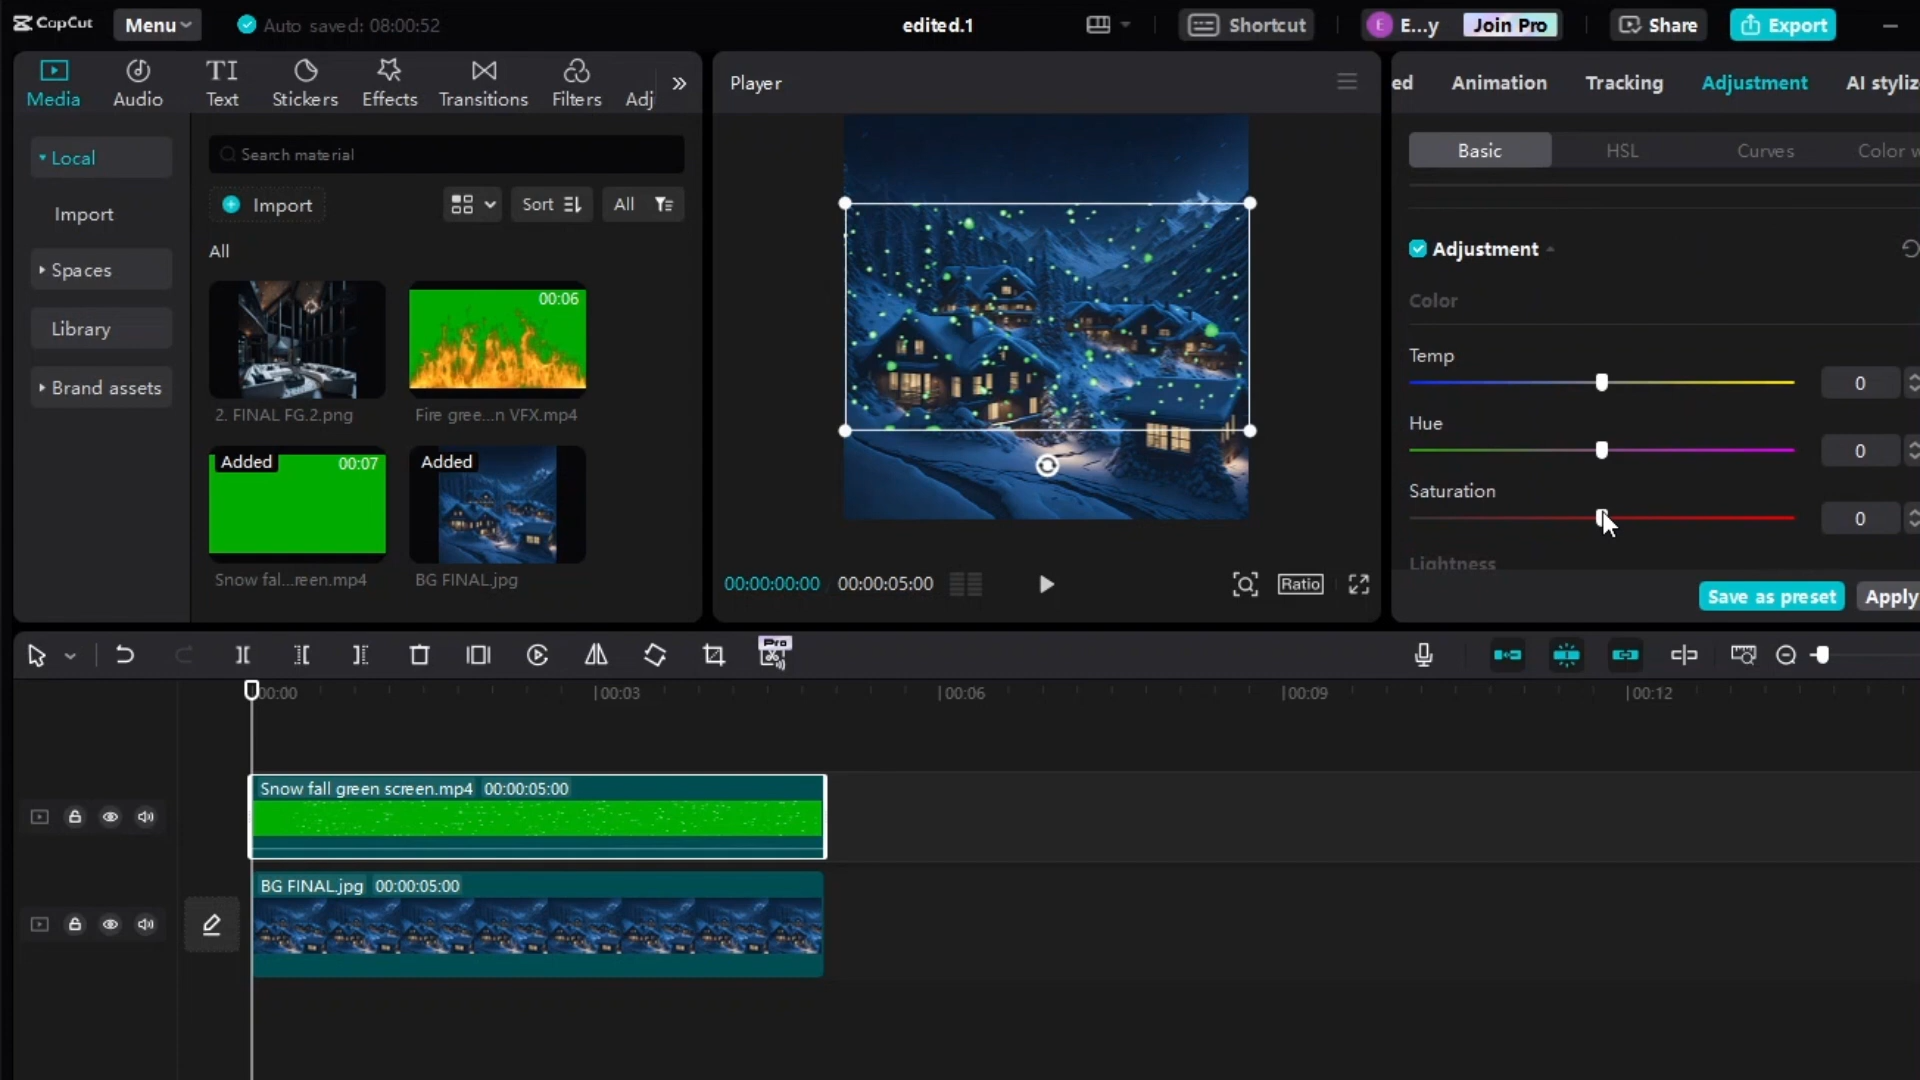 CapCut
Menu
Auto saved: 08:00:52
edited.1
Shortcut
E
E...y
Join Pro
Share
Export
Media
Audio
TI
Text
Stickers
Effects
Transitions
Filters
Adj
Player
ed
Animation
Tracking
Adjustment
AI styliz
Local
Import
Spaces
Library
Brand assets
Search material
Import
Sort
All
All
00:06
2. FINAL FG.2.png
Fire gree...n VFX.mp4
Added
00:07
Added
Snow fal...reen.mp4
BG FINAL.jpg
00:00:00:00
00:00:05:00
Ratio
Basic
HSL
Curves
Color w
Adjustment
Color
Temp
0
Hue
0
Saturation
0
Lightness
Save as preset
Apply
Pro
00:00
00:03
00:06
00:09
00:12
Snow fall green screen.mp4 00:00:05:00
BG FINAL.jpg 00:00:05:00